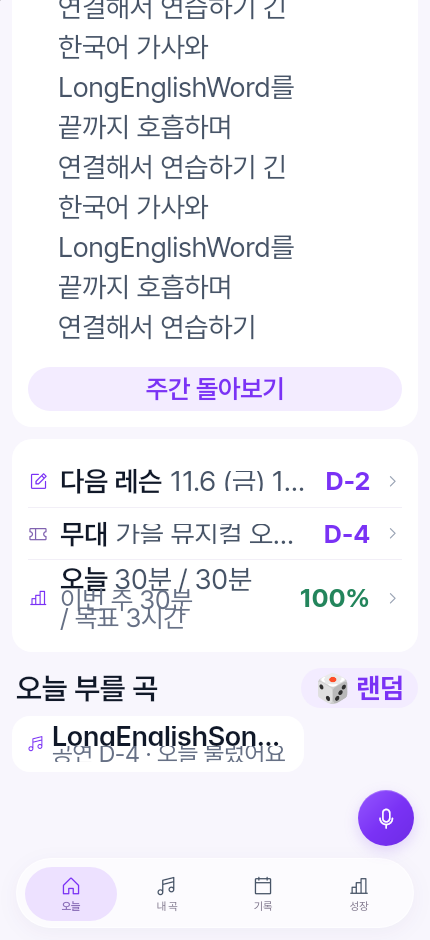 연결해서 연습하기 긴
한국어 가사와
LongEnglishWord를
끝까지 호흡하며
연결해서 연습하기 긴
한국어 가사와
LongEnglishWord를
끝까지 호흡하며
연결해서 연습하기
주간 돌아보기
다음 레슨 11.6 (금) 1... D-2
무대 가을 뮤지컬 오... D-4
오늘 30분 / 30분
이번 주 30분
/ 목표 3시간
100%
오늘 부를 곡
랜덤
LongEnglishSon...
공연 D-4 · 오늘 불렀어요
오늘 내 곡 기록 성장